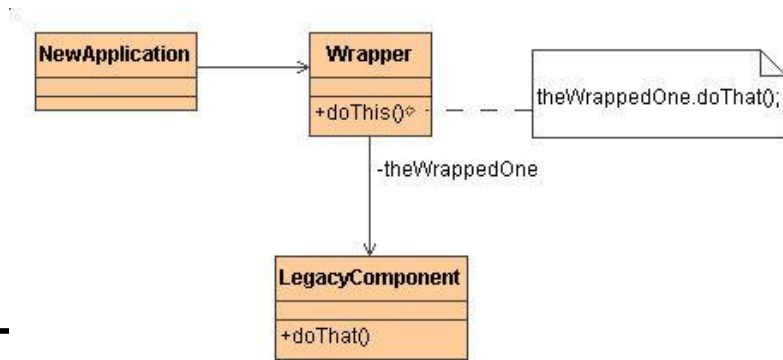 NewApplication
Wrapper
+doThis()
theWrappedOne.doThat();
-theWrappedOne
LegacyComponent
+doThat()